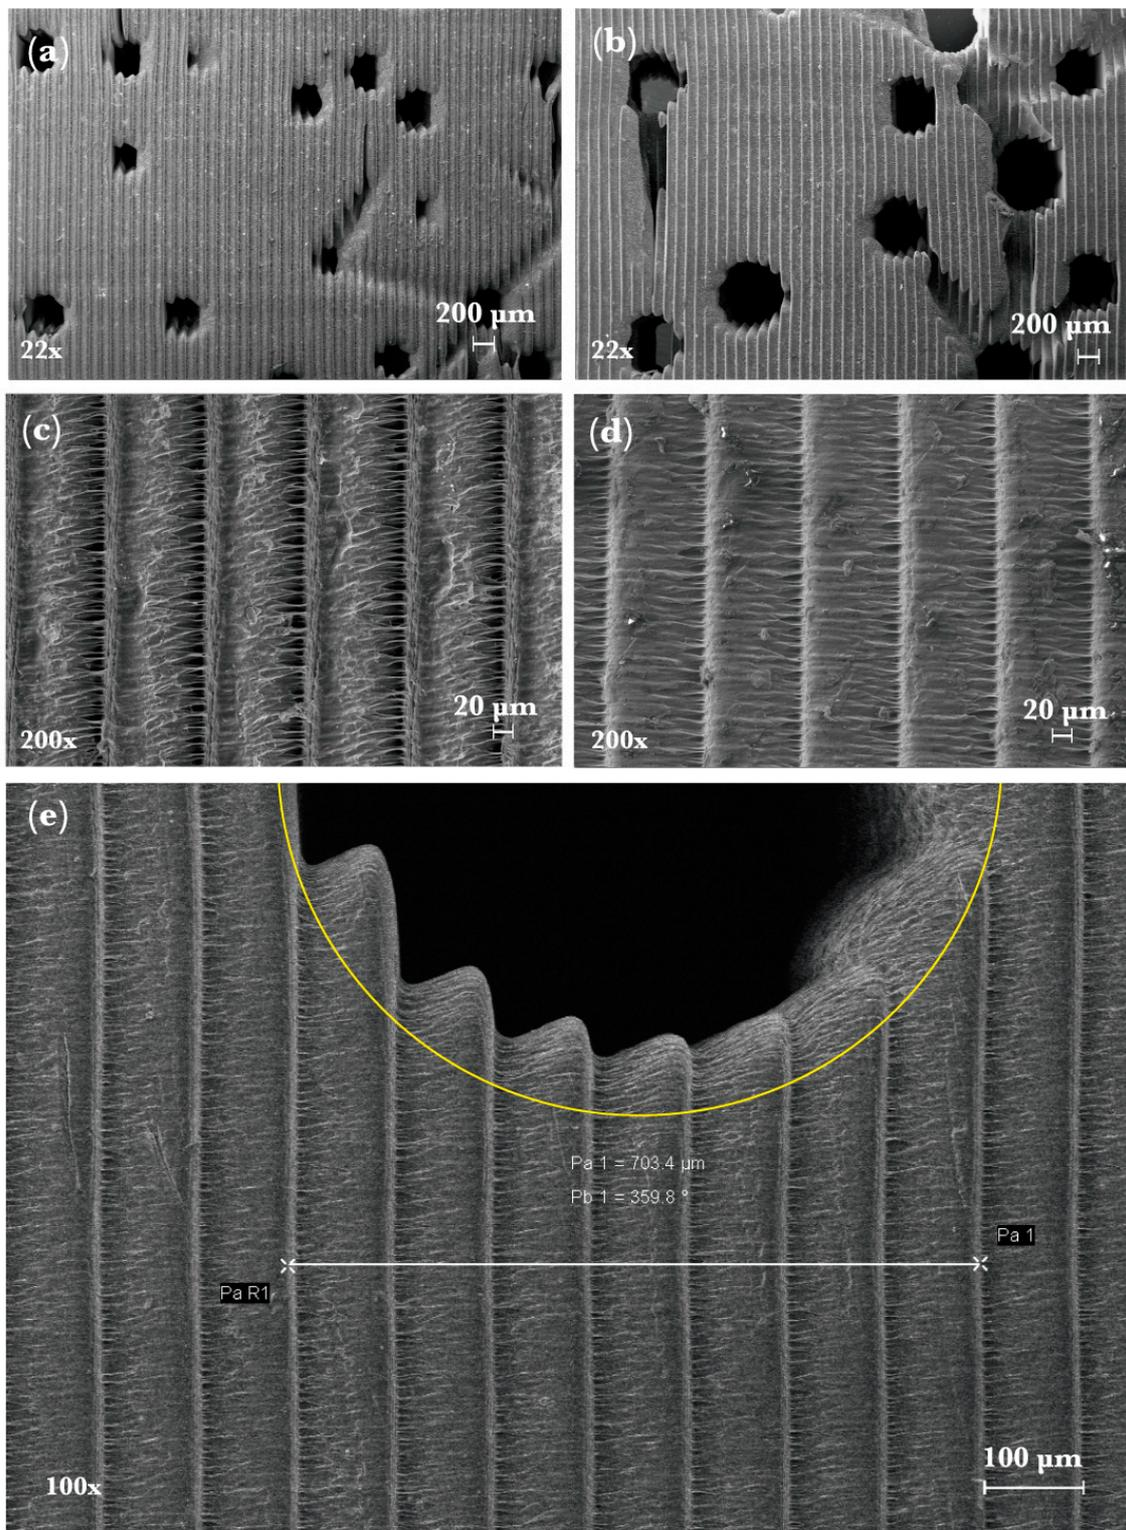 (a)
200 µm
22x
(b)
200 µm
22x
(c)
20 µm
200x
(d)
20 µm
200x
(e)
Pa 1 = 703.4 µm
Pb 1 = 359.8 °
Pa 1
Pa R1
100 µm
100x